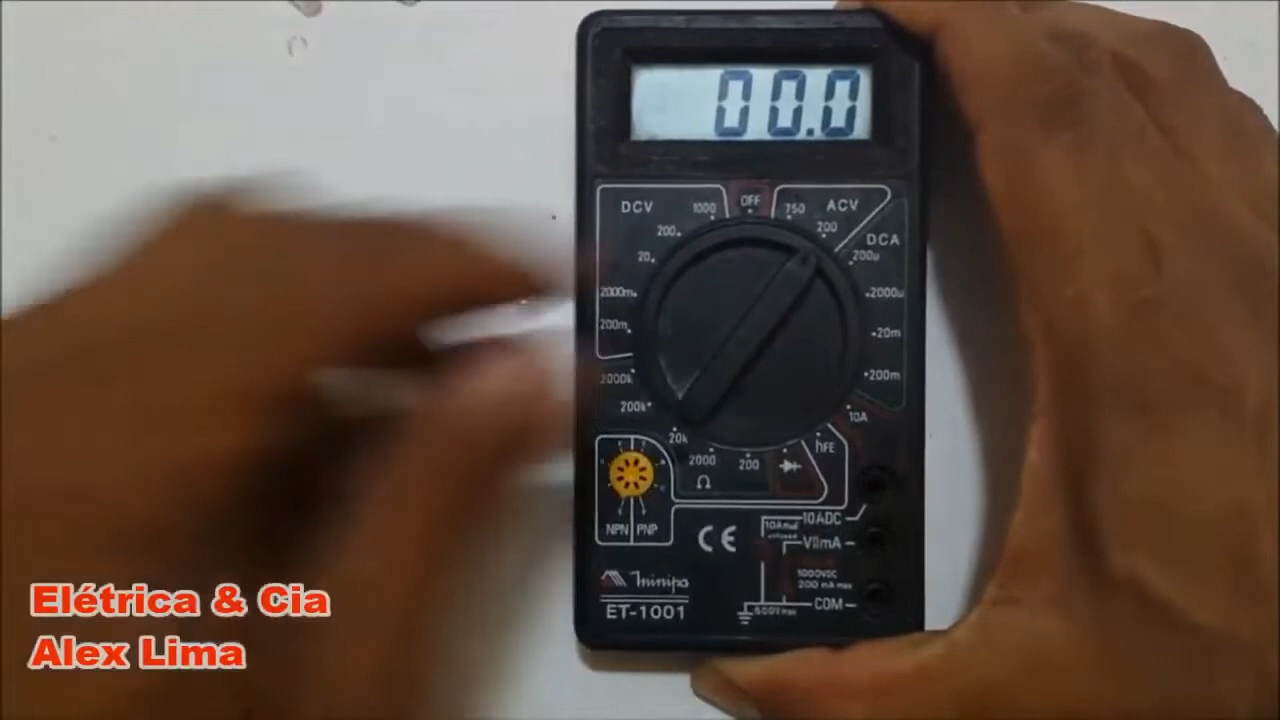 00.0
DCV
1000
OFF
750
ACV
200
200
DCA
20
200µ
2000m
2000µ
200m
20m
2000k
200m
200k
10A
20k
hFE
2000
200
Ω
NPN
PNP
10ADC
VΩmA
CE
1000VDC
200 mA max
Minipa
ET-1001
600V max
COM
Elétrica & Cia
Alex Lima